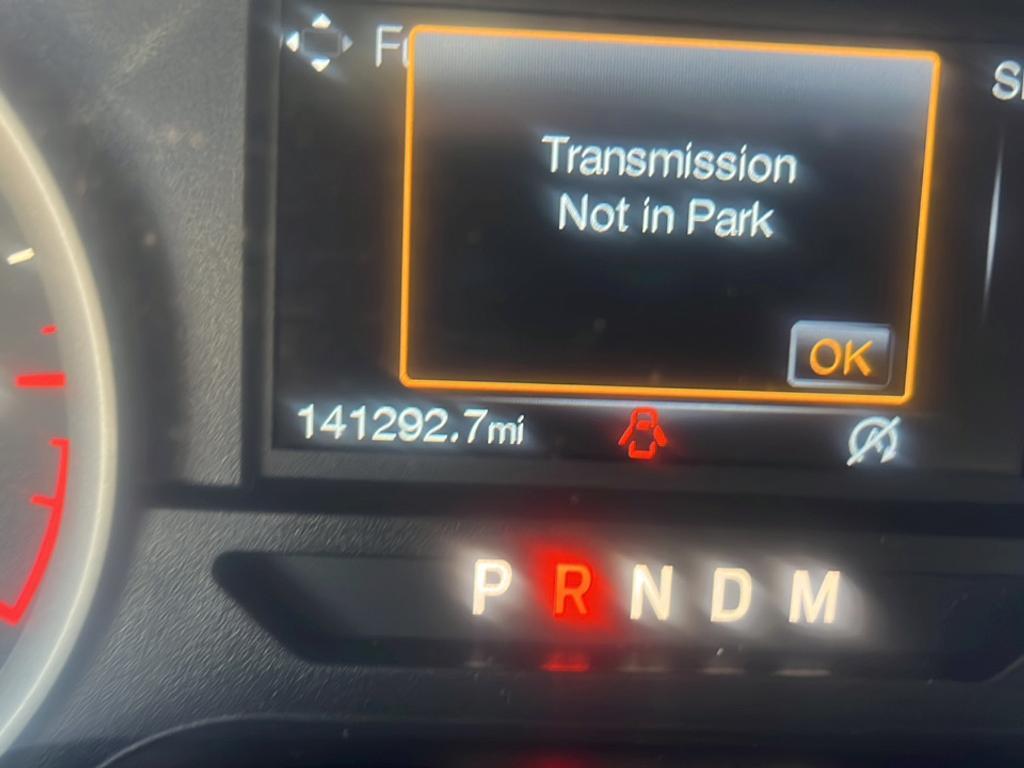 Transmission
Not in Park
OK
141292.7mi
P R N D M